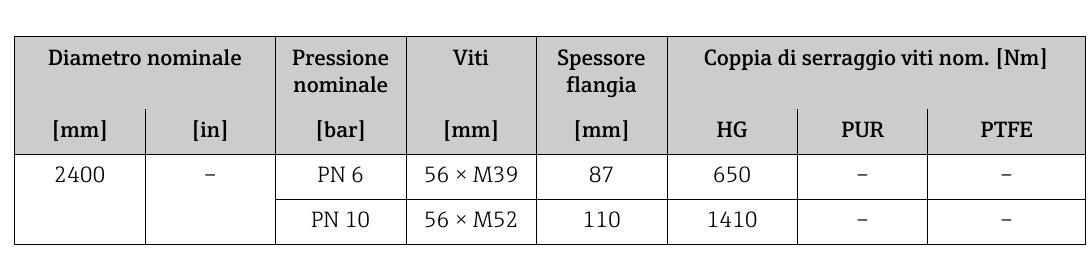 Diametro nominale Pressione nominale Viti Spessore flangia Coppia di serraggio viti nom. [Nm]
[mm] [in] [bar] [mm] [mm] HG PUR PTFE
2400 – PN 6 56 × M39 87 650 – –
PN 10 56 × M52 110 1410 – –